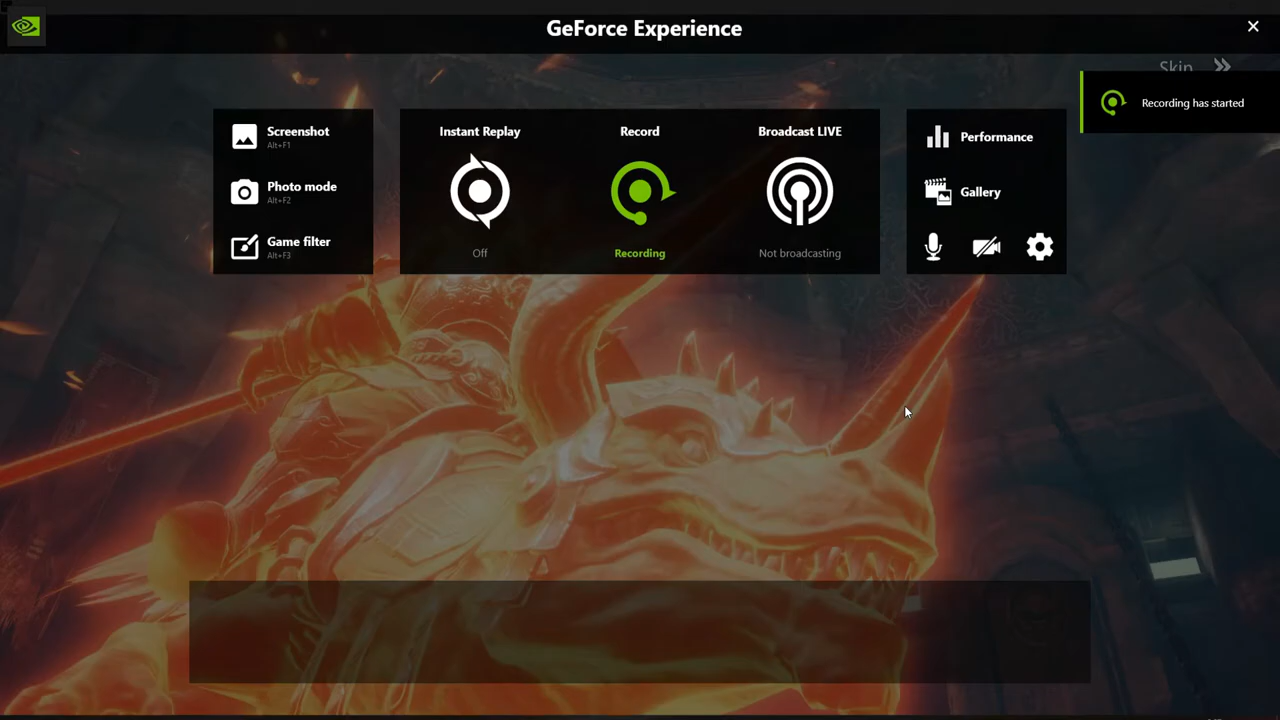 GeForce Experience
Skip
Recording has started
Screenshot
Alt+F1
Photo mode
Alt+F2
Game filter
Alt+F3
Instant Replay
Off
Record
Recording
Broadcast LIVE
Not broadcasting
Performance
Gallery